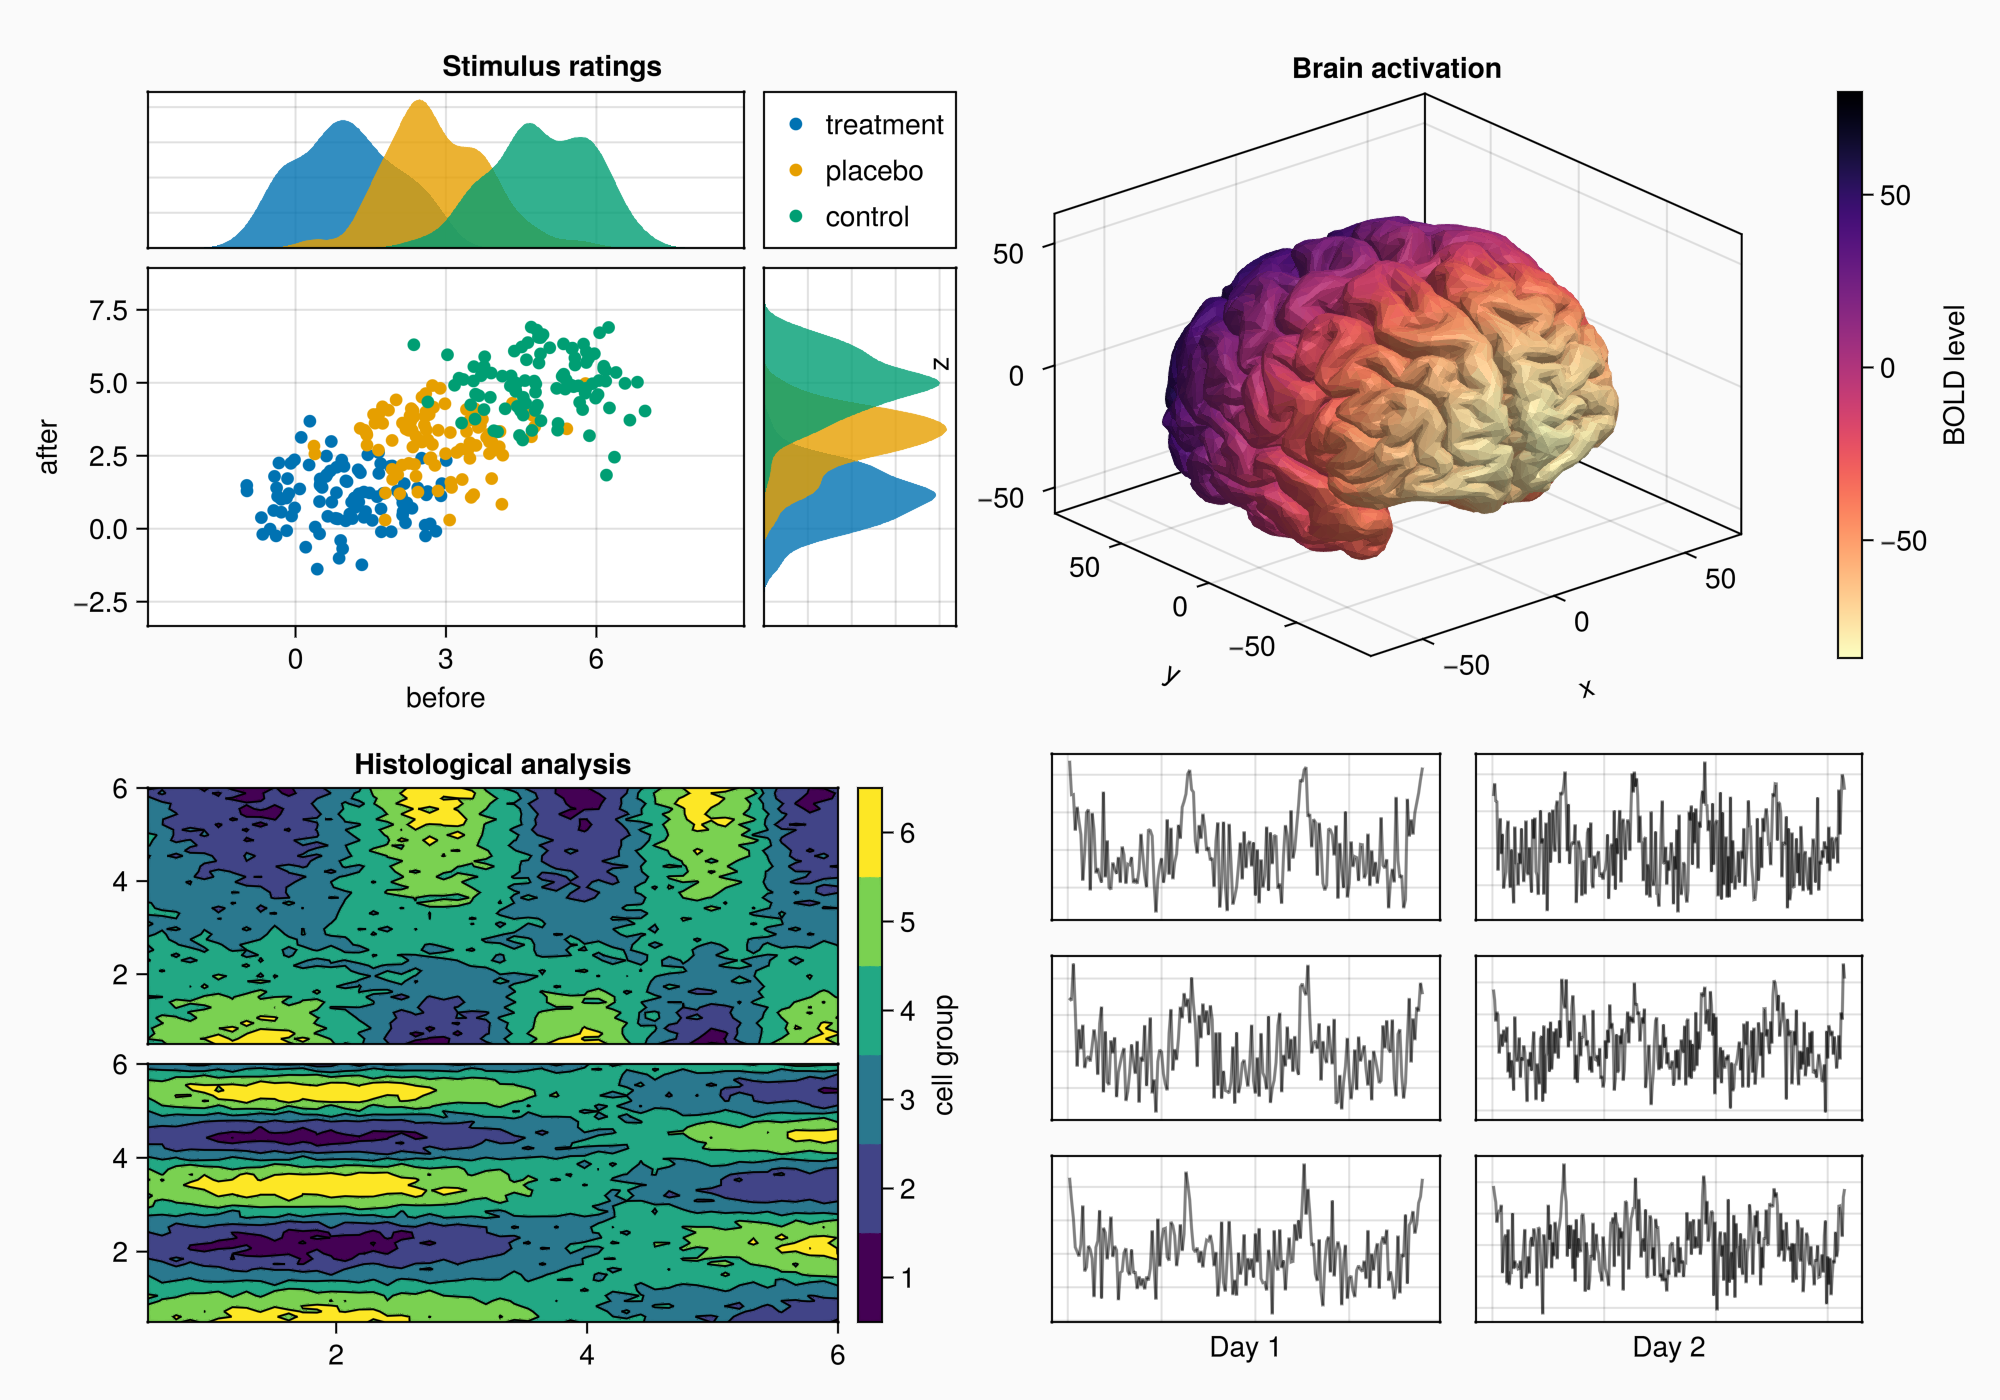 Stimulus ratings
treatment
placebo
control
7.5
5.0
2.5
0.0
−2.5
after
0
3
6
before
Brain activation
50
0
−50
z
50
0
−50
y
−50
0
50
x
50
0
−50
BOLD level
Histological analysis
6
4
2
6
4
2
2
4
6
6
5
4
3
2
1
cell group
Day 1
Day 2